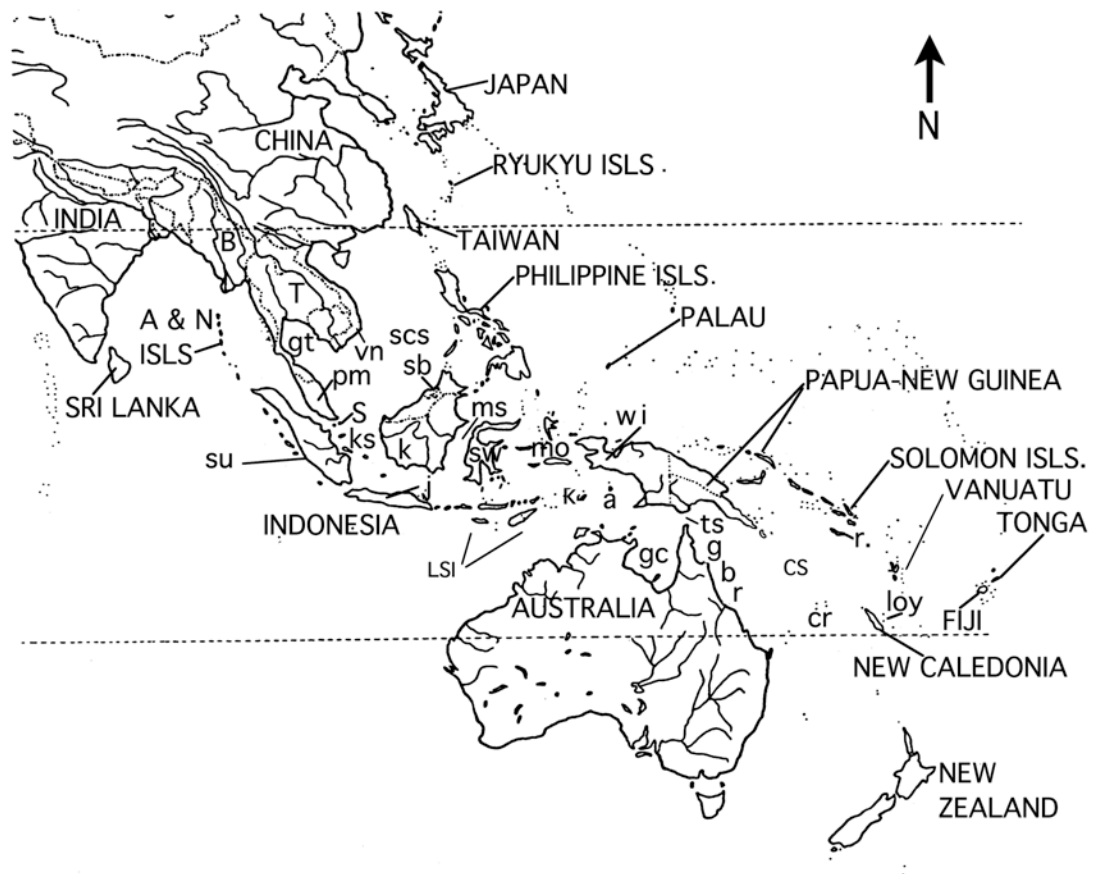 JAPAN
N
CHINA
RYUKYU ISLS.
INDIA
B
TAIWAN
PHILIPPINE ISLS.
T
A & N
ISLS
scs
PALAU
gt
vn
sb
pm
PAPUA-NEW GUINEA
SRI LANKA
S
ms
wi
ks
k
sw
mo
SOLOMON ISLS.
su
VANUATU
K
a
J
INDONESIA
ts
r.
TONGA
LSI
gc
g
b
cs
r
AUSTRALIA
loy
cr
FIJI
NEW CALEDONIA
NEW
ZEALAND